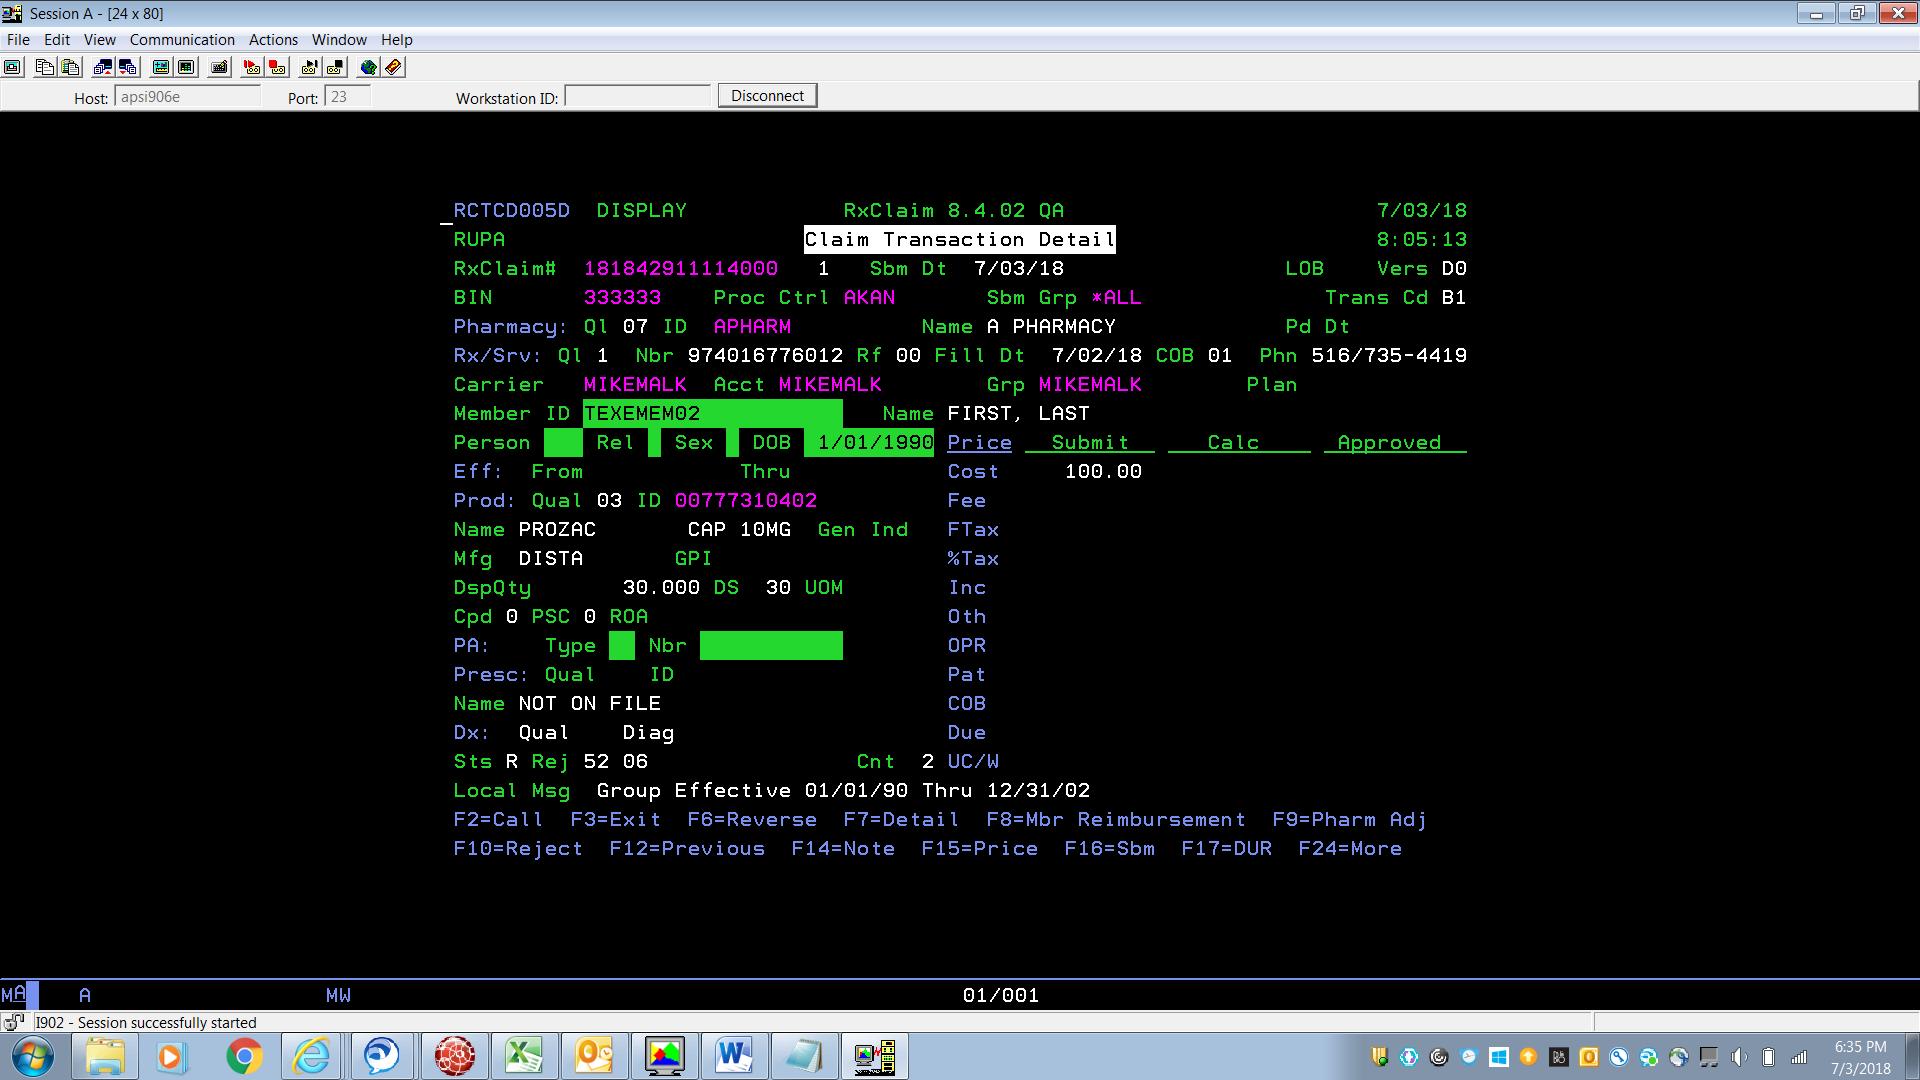 Session A - [24 x 80]
File Edit View Communication Actions Window Help
Host: apsi906e Port: 23 Workstation ID: Disconnect
RCTCD005D DISPLAY RxClaim 8.4.02 QA 7/03/18
RUPA Claim Transaction Detail 8:05:13
RxClaim# 181842911114000 1 Sbm Dt 7/03/18 LOB Vers D0
BIN 333333 Proc Ctrl AKAN Sbm Grp *ALL Trans Cd B1
Pharmacy: Ql 07 ID APHARM Name A PHARMACY Pd Dt
Rx/Srv: Ql 1 Nbr 974016776012 Rf 00 Fill Dt 7/02/18 COB 01 Phn 516/735-4419
Carrier MIKEMALK Acct MIKEMALK Grp MIKEMALK Plan
Member ID TEXEMEM02 Name FIRST, LAST
Person Rel Sex DOB 1/01/1990 Price Submit Calc Approved
Eff: From Thru Cost 100.00
Prod: Qual 03 ID 00777310402 Fee
Name PROZAC CAP 10MG Gen Ind FTax
Mfg DISTA GPI %Tax
DspQty 30.000 DS 30 UOM Inc
Cpd 0 PSC 0 ROA Oth
PA: Type Nbr OPR
Presc: Qual ID Pat
Name NOT ON FILE COB
Dx: Qual Diag Due
Sts R Rej 52 06 Cnt 2 UC/W
Local Msg Group Effective 01/01/90 Thru 12/31/02
F2=Call F3=Exit F6=Reverse F7=Detail F8=Mbr Reimbursement F9=Pharm Adj
F10=Reject F12=Previous F14=Note F15=Price F16=Sbm F17=DUR F24=More
MA A MW 01/001
I902 - Session successfully started
6:35 PM
7/3/2018